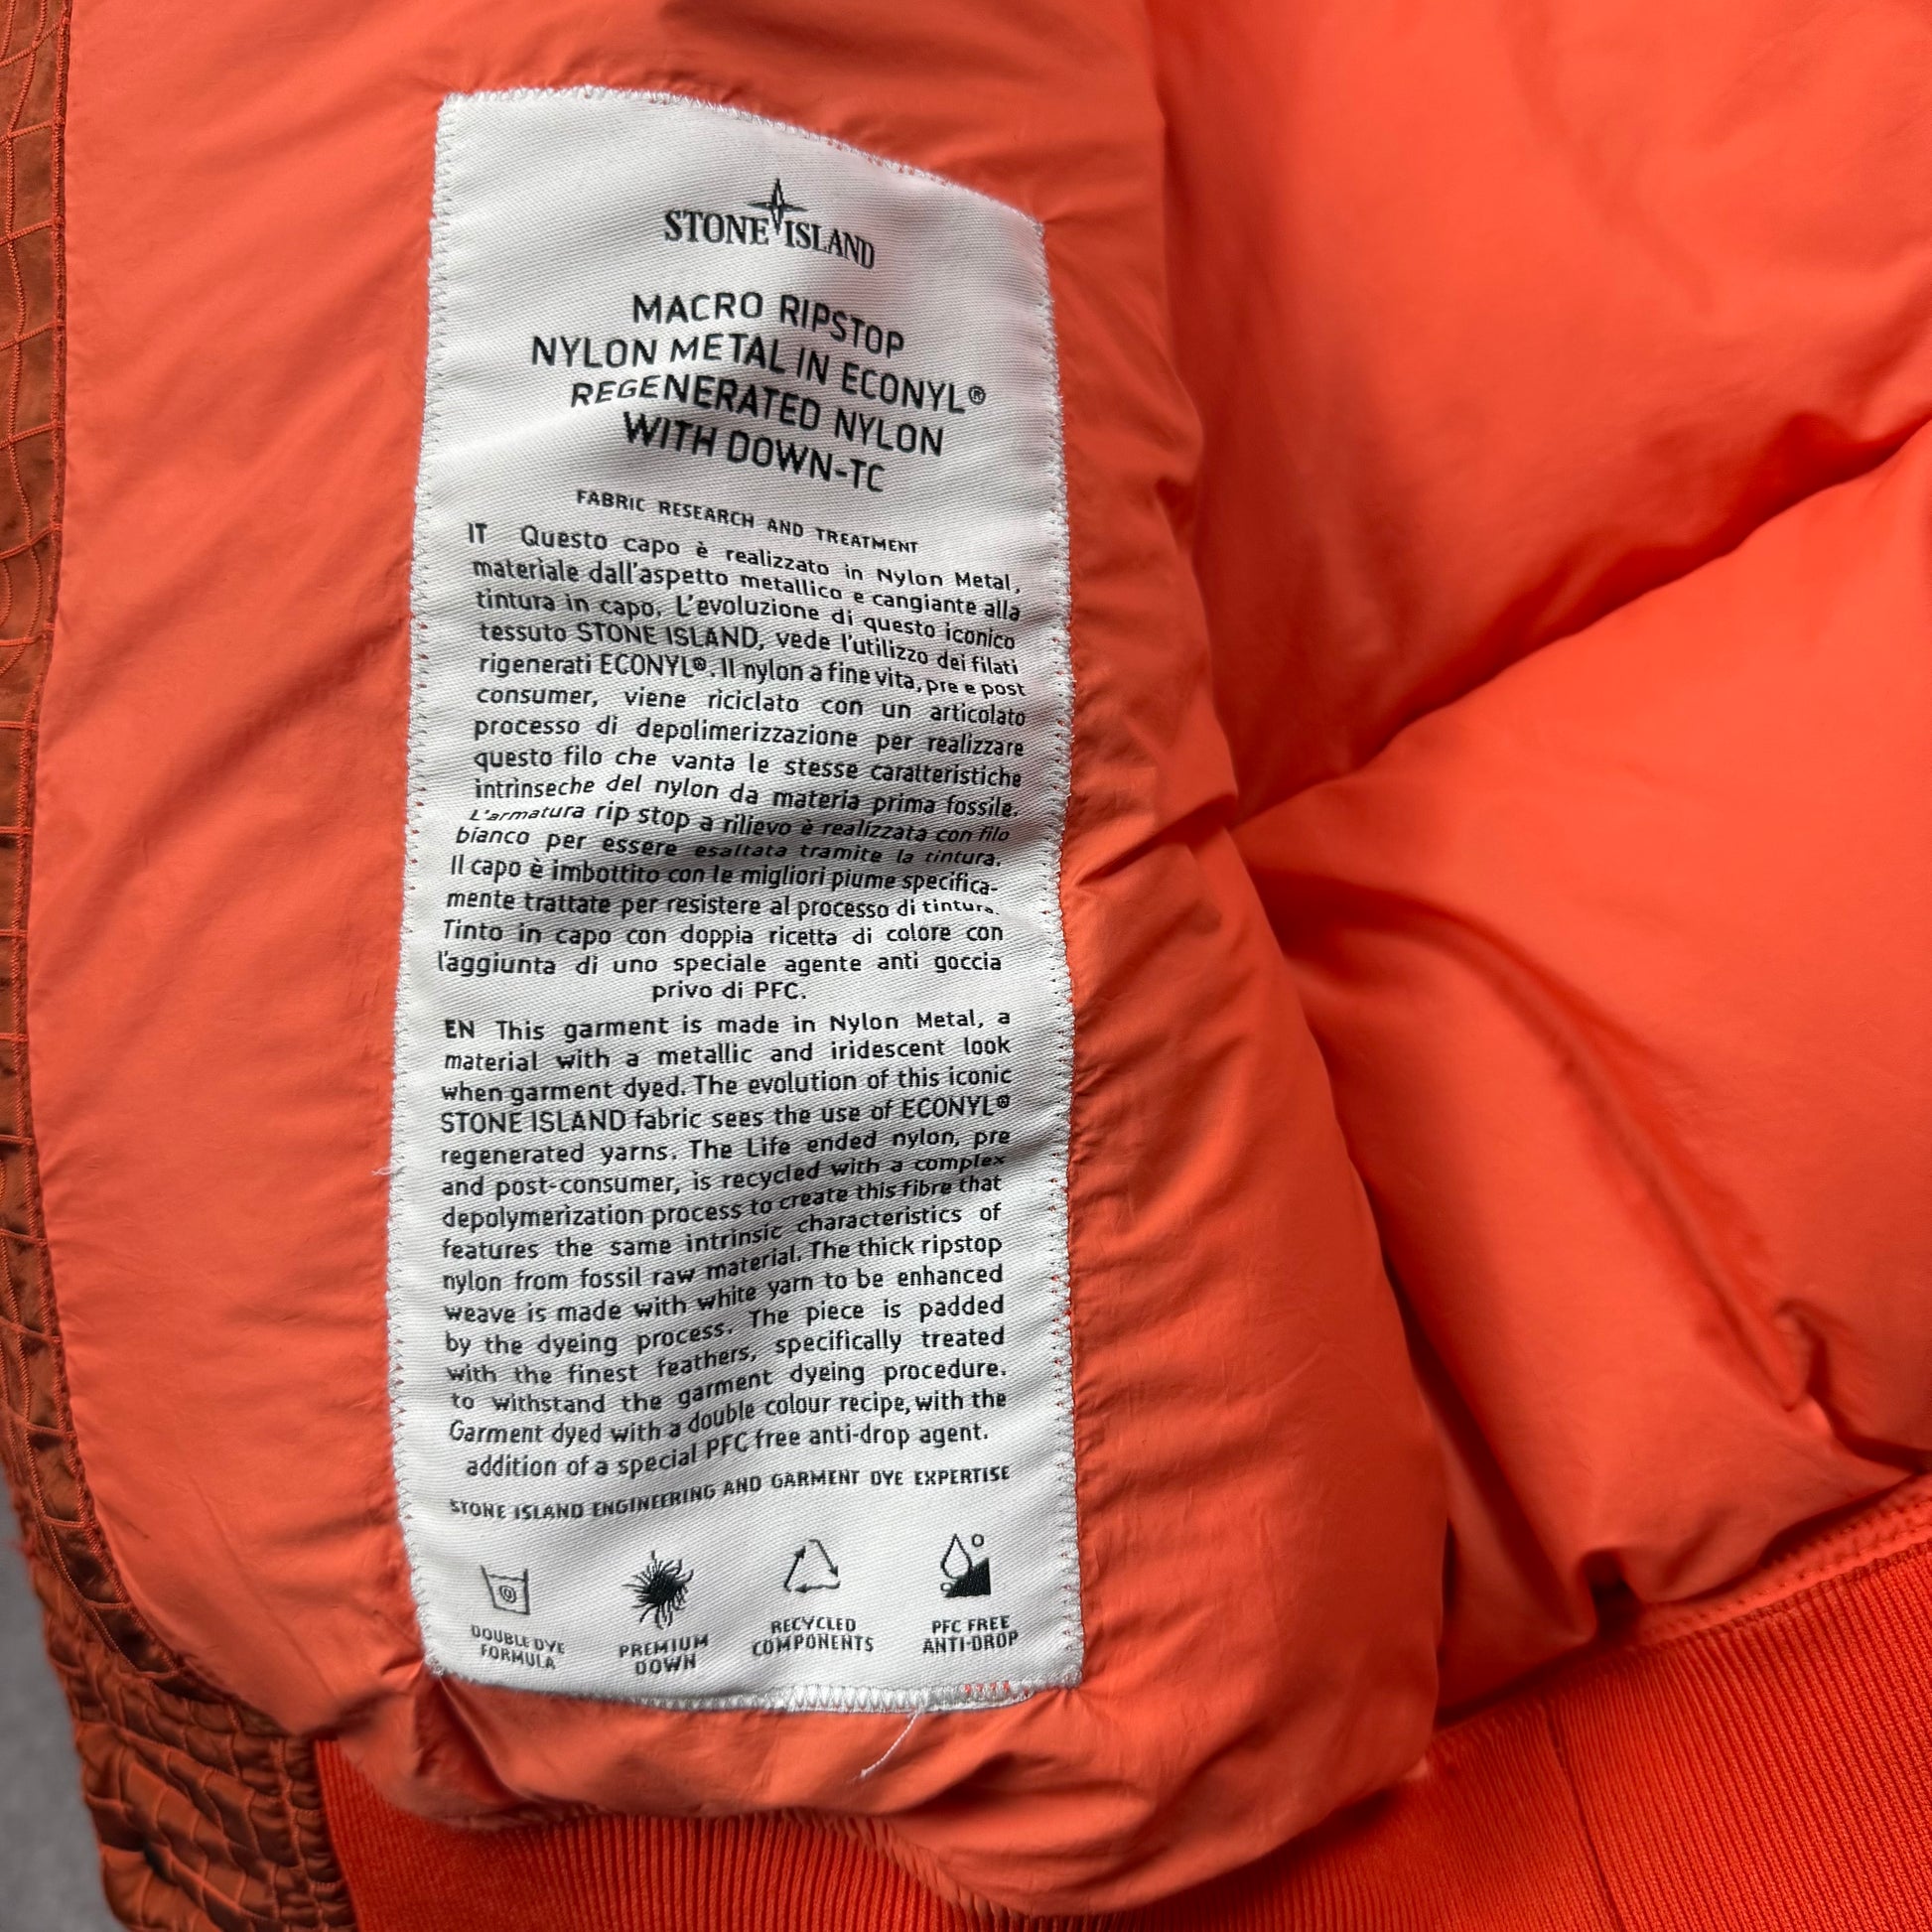 STONE ISLAND
MACRO RIPSTOP
NYLON METAL IN ECONYL®
REGENERATED NYLON
WITH DOWN-TC
FABRIC RESEARCH AND TREATMENT
IT Questo capo è realizzato in Nylon Metal,
materiale dall'aspetto metallico e cangiante alla
tintura in capo. L'evoluzione di questo iconico
tessuto STONE ISLAND, vede l'utilizzo dei filati
rigenerati ECONYL®. Il nylon a fine vita, pre e post
consumer, viene riciclato con un articolato
processo di depolimerizzazione per realizzare
questo filo che vanta le stesse caratteristiche
intrinseche del nylon da materia prima fossile.
L'armatura rip stop a rilievo è realizzata con filo
bianco per essere esaltata tramite la tintura.
Il capo è imbottito con le migliori piume specifica-
mente trattate per resistere al processo di tintura.
Tinto in capo con doppia ricetta di colore con
l'aggiunta di uno speciale agente anti goccia
privo di PFC.
EN This garment is made in Nylon Metal, a
material with a metallic and iridescent look
when garment dyed. The evolution of this iconic
STONE ISLAND fabric sees the use of ECONYL®
regenerated yarns. The Life ended nylon, pre
and post-consumer, is recycled with a complex
depolymerization process to create this fibre that
features the same intrinsic characteristics of
nylon from fossil raw material. The thick ripstop
weave is made with white yarn to be enhanced
by the dyeing process. The piece is padded
with the finest feathers, specifically treated
to withstand the garment dyeing procedure.
Garment dyed with a double colour recipe, with the
addition of a special PFC free anti-drop agent.
STONE ISLAND ENGINEERING AND GARMENT DYE EXPERTISE
DOUBLE DYE
FORMULA
PREMIUM
DOWN
RECYCLED
COMPONENTS
PFC FREE
ANTI-DROP